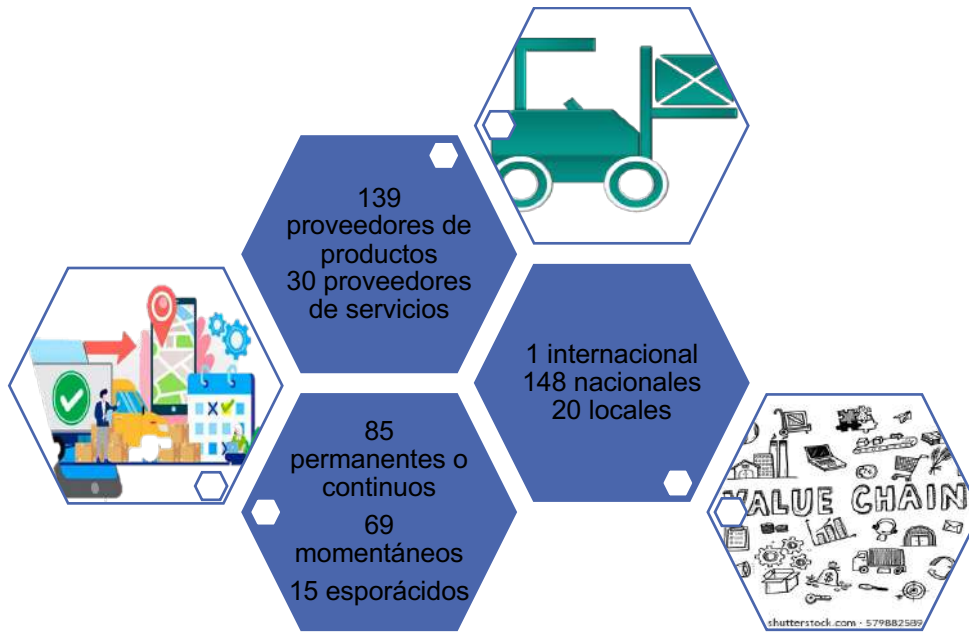 139
proveedores de
productos
30 proveedores
de servicios
1 internacional
148 nacionales
20 locales
85
permanentes o
continuos
69
momentáneos
15 esporácidos
VALUE CHAIN
shutterstock.com · 579882589